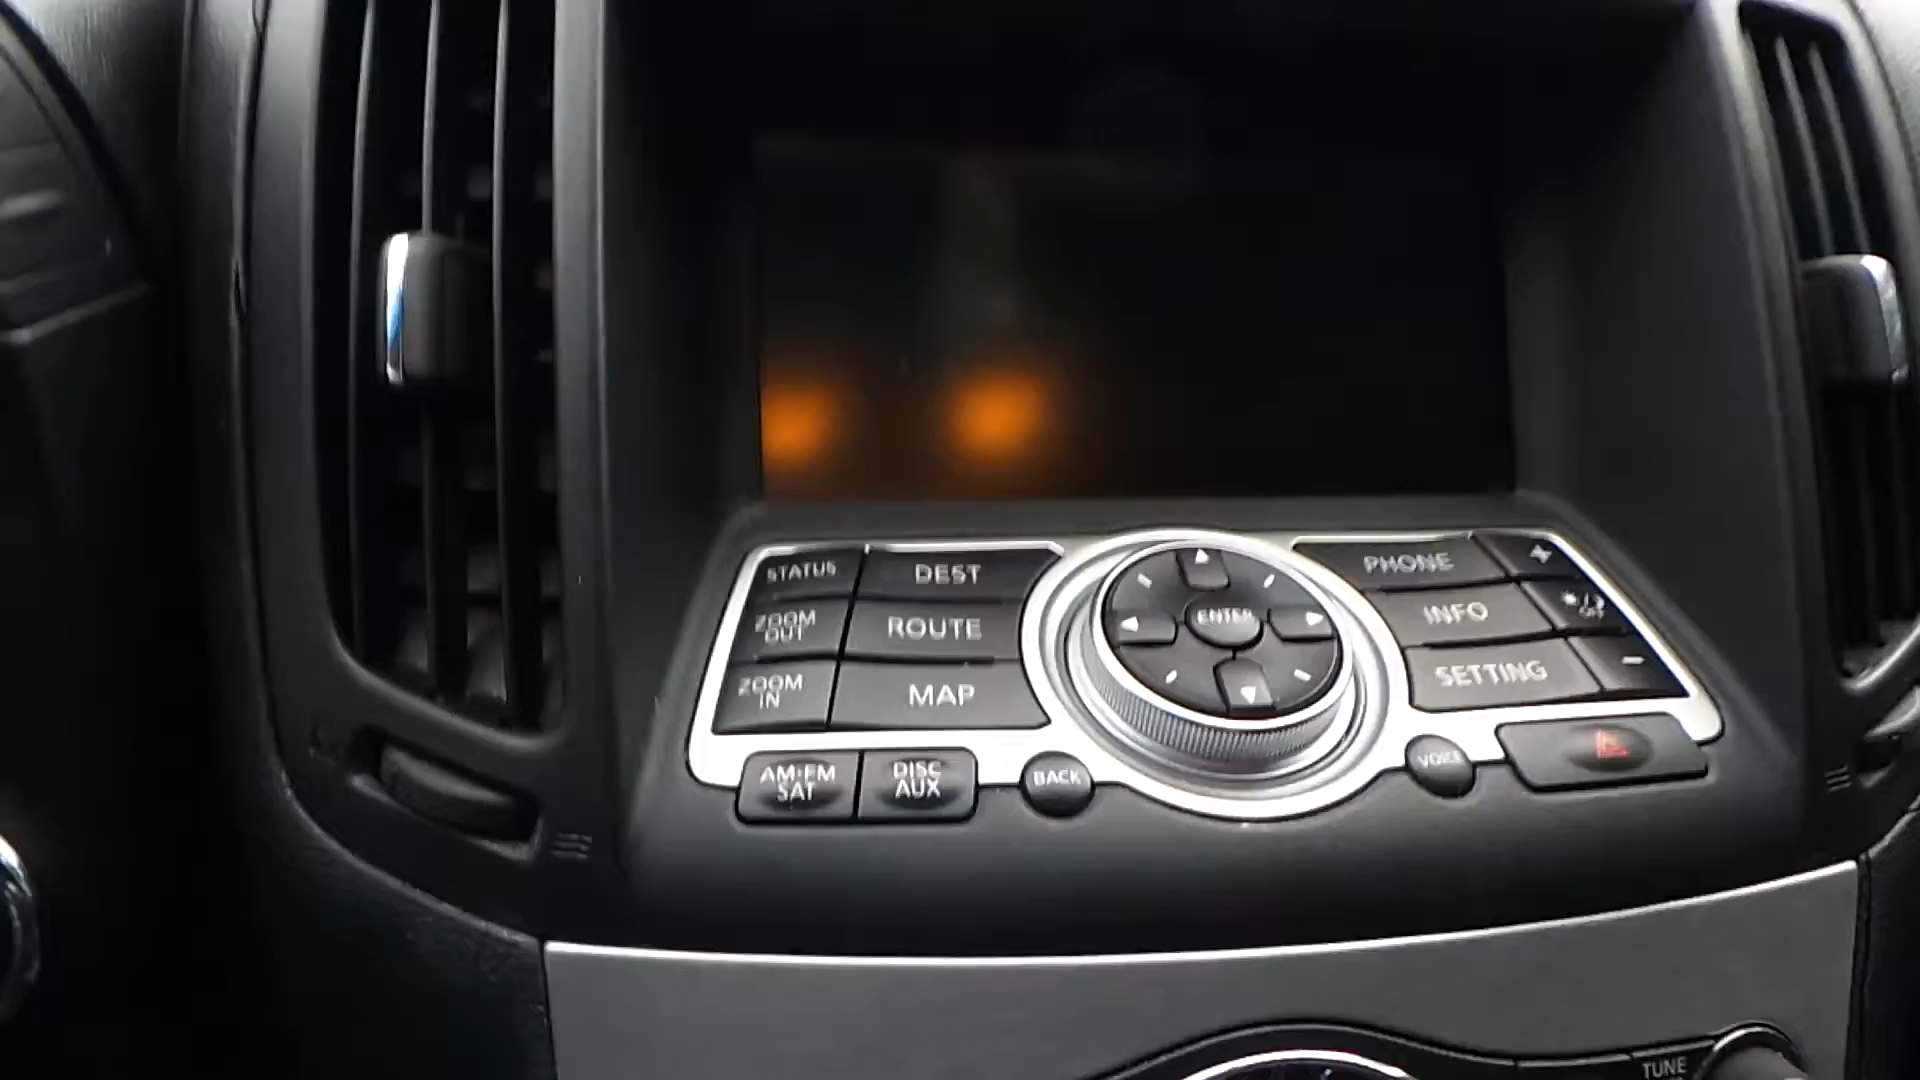 STATUS
DEST
ZOOM
OUT
ROUTE
ZOOM
IN
MAP
AM·FM
SAT
DISC
AUX
BACK
ENTER
PHONE
+
INFO
OFF
SETTING
-
VOICE
TUNE